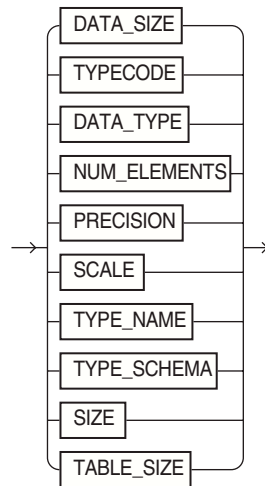 DATA_SIZE
TYPECODE
DATA_TYPE
NUM_ELEMENTS
PRECISION
SCALE
TYPE_NAME
TYPE_SCHEMA
SIZE
TABLE_SIZE